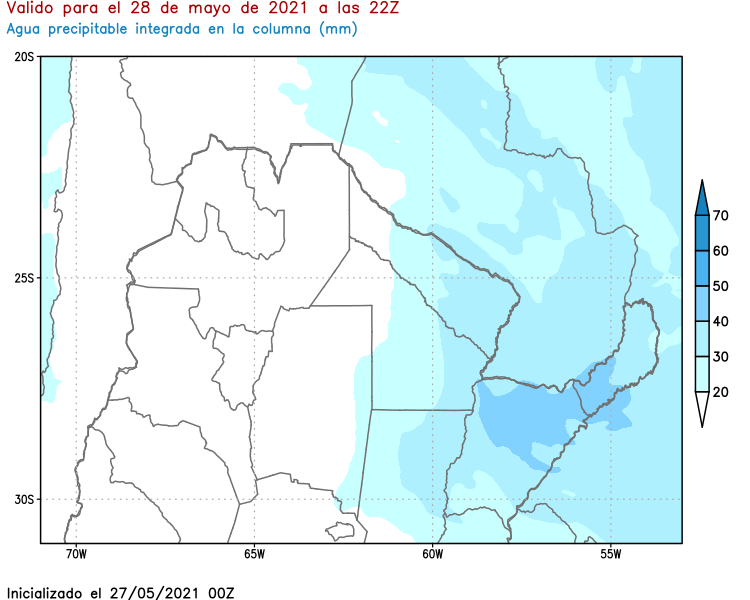 Valido para el 28 de mayo de 2021 a las 22Z
Agua precipitable integrada en la columna (mm)
20S
25S
30S
70W
65W
60W
55W
70
60
50
40
30
20
Inicializado el 27/05/2021 00Z